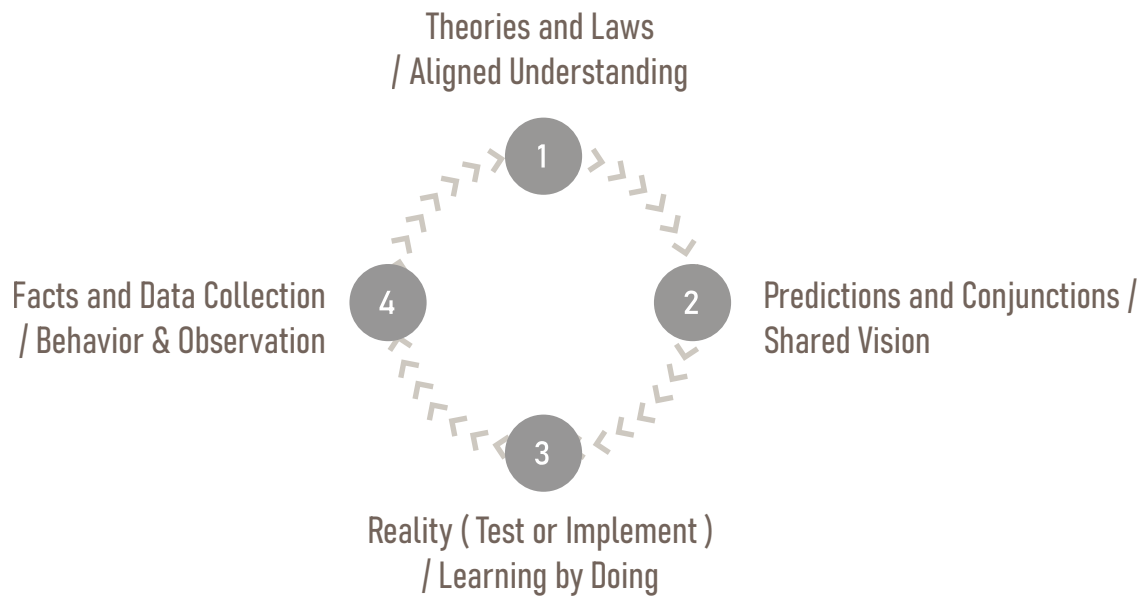 Theories and Laws
/ Aligned Understanding
1
2
Predictions and Conjunctions /
Shared Vision
3
Reality ( Test or Implement )
/ Learning by Doing
4
Facts and Data Collection
/ Behavior & Observation